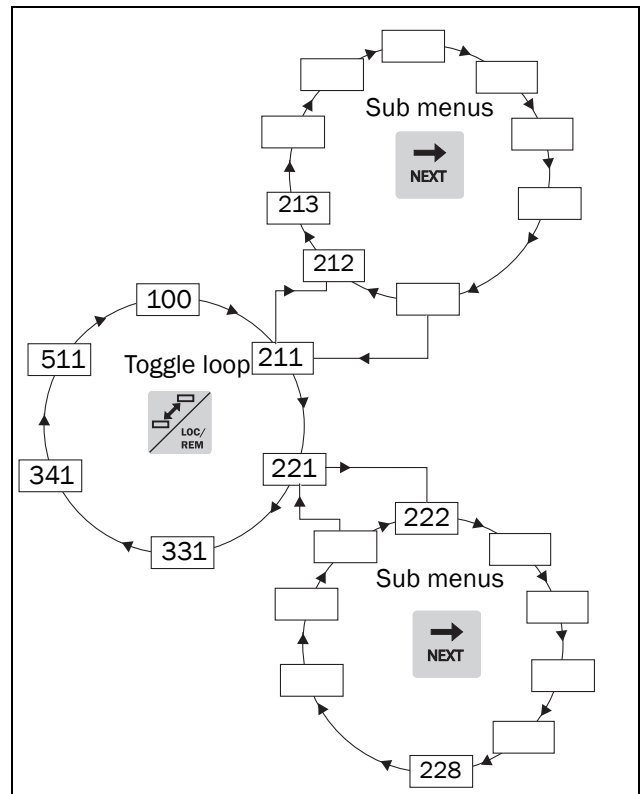 Sub menus
NEXT
213
212
100
211
511
Toggle loop
LOC/
REM
341
221
331
222
Sub menus
NEXT
228